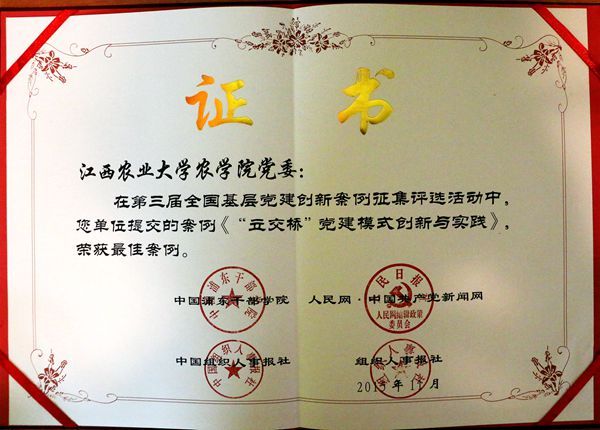 证书
江西农业大学农学院党委：
在第三届全国基层党建创新案例征集评选活动中，
您单位提交的案例《“立交桥”党建模式创新与实践》，
荣获最佳案例。
中国浦东干部学院 人民网·中国共产党新闻网
中国组织人事报社 组织人事报社